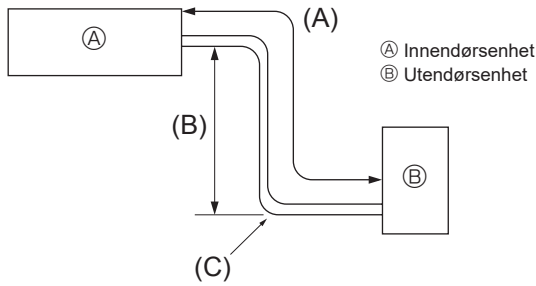 (A)
Ⓐ
Ⓐ Innendørsenhet
Ⓑ Utendørsenhet
(B)
Ⓑ
(C)